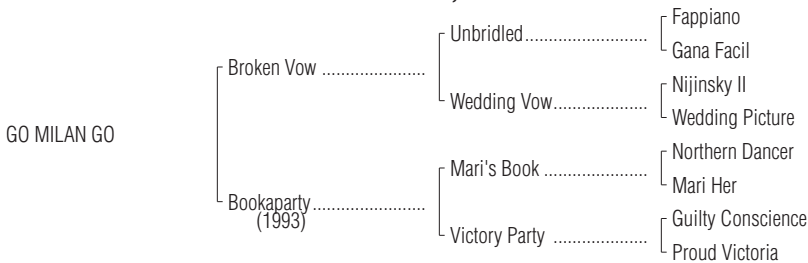 Fappiano
Unbridled..........................
Gana Facil
Broken Vow ......................
Nijinsky II
Wedding Vow....................
Wedding Picture
GO MILAN GO
Northern Dancer
Mari's Book ......................
Mari Her
Bookaparty........................
(1993)
Guilty Conscience
Victory Party ....................
Proud Victoria